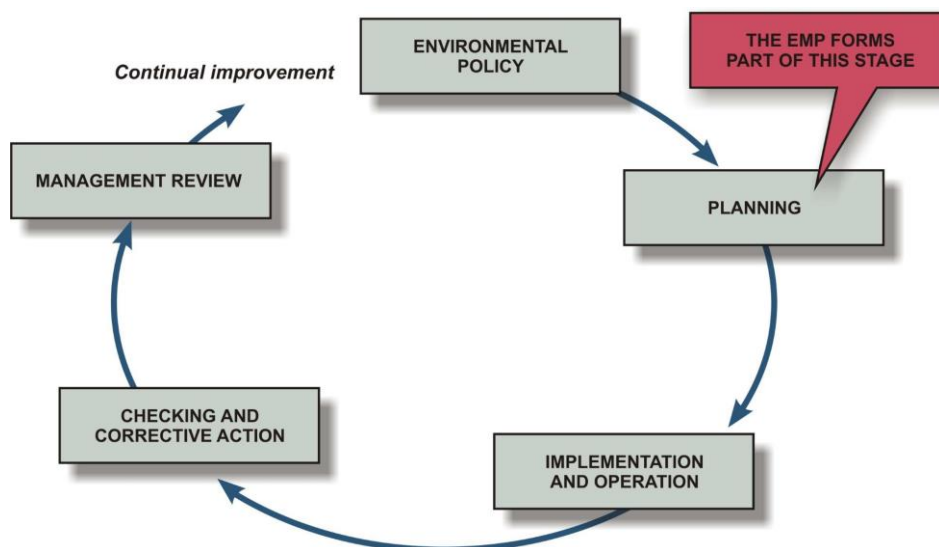 ENVIRONMENTAL
POLICY
THE EMP FORMS
PART OF THIS STAGE
Continual improvement
MANAGEMENT REVIEW
PLANNING
CHECKING AND
CORRECTIVE ACTION
IMPLEMENTATION
AND OPERATION